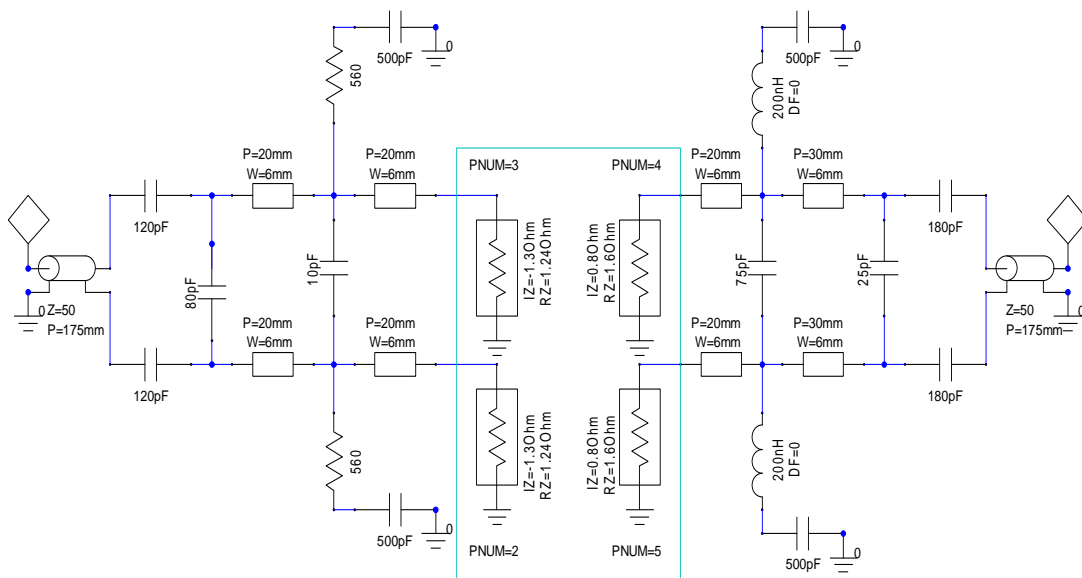 0
0
500pF
500pF
560
200nH
DF=0
P=20mm
W=6mm
P=20mm
W=6mm
PNUM=3
PNUM=4
P=20mm
W=6mm
P=30mm
W=6mm
120pF
180pF
10pF
IZ=-1.3Ohm
RZ=1.24Ohm
IZ=0.8Ohm
RZ=1.6Ohm
75pF
25pF
80pF
0
Z=50
P=175mm
0
Z=50
P=175mm
P=20mm
W=6mm
P=20mm
W=6mm
P=20mm
W=6mm
P=30mm
W=6mm
120pF
180pF
560
IZ=-1.3Ohm
RZ=1.24Ohm
IZ=0.8Ohm
RZ=1.6Ohm
200nH
DF=0
0
0
500pF
PNUM=2
PNUM=5
500pF